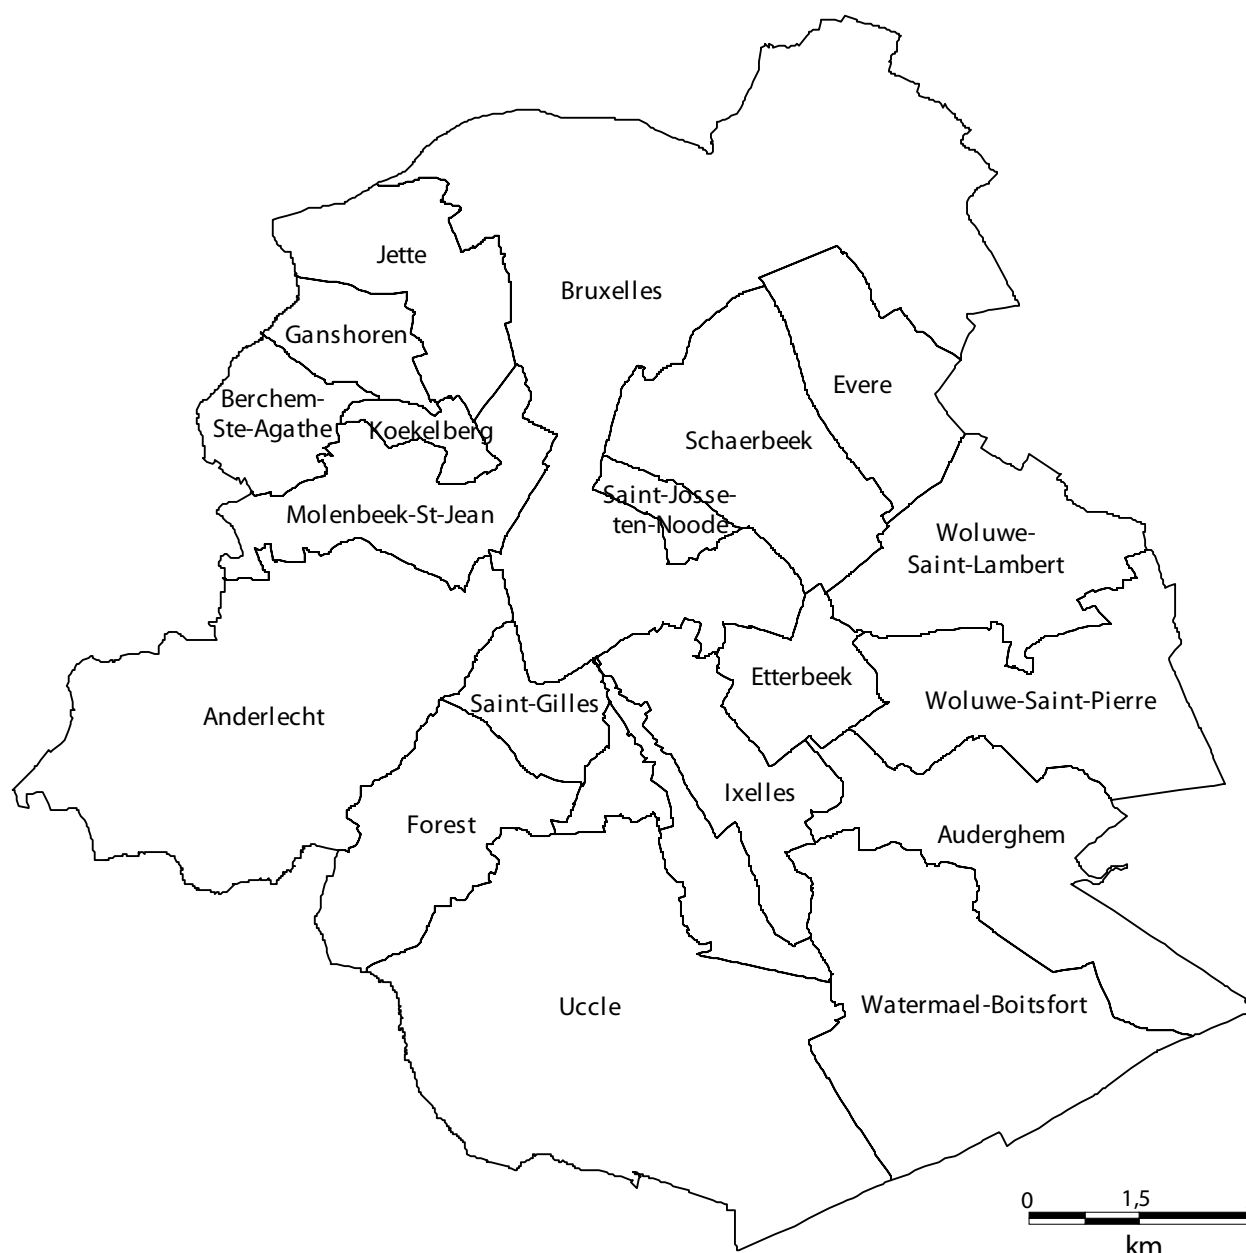 Jette
Bruxelles
Ganshoren
Evere
Berchem-
Ste-Agathe
Koekelberg
Schaerbeek
Saint-Josse-
ten-Noode
Molenbeek-St-Jean
Woluwe-
Saint-Lambert
Etterbeek
Saint-Gilles
Woluwe-Saint-Pierre
Anderlecht
Ixelles
Forest
Auderghem
Uccle
Watermael-Boitsfort
0 1,5
km